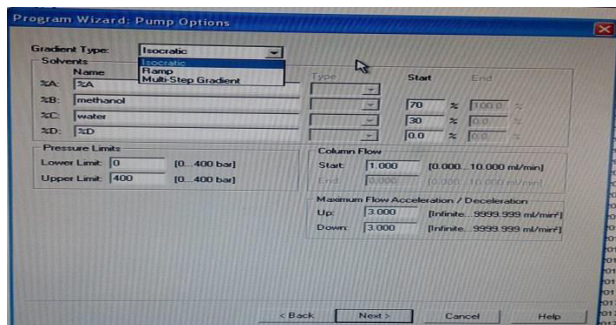 Program Wizard: Pump Options
Gradient Type: Isocratic
Isocratic
Ramp
Multi-Step Gradient
Solvents
Name Type Start End
%A: %A
%B: methanol 70 % 100.0 %
%C: water 30 % 0.0 %
%D: %D 0.0 % 0.0 %
Pressure Limits
Lower Limit: 0 [0...400 bar]
Upper Limit: 400 [0...400 bar]
Column Flow
Start: 1.000 [0.000...10.000 ml/min]
End: 0.000 [0.000...10.000 ml/min]
Maximum Flow Acceleration / Deceleration
Up: 3.000 [Infinite...9999.999 ml/min²]
Down: 3.000 [Infinite...9999.999 ml/min²]
< Back Next > Cancel Help